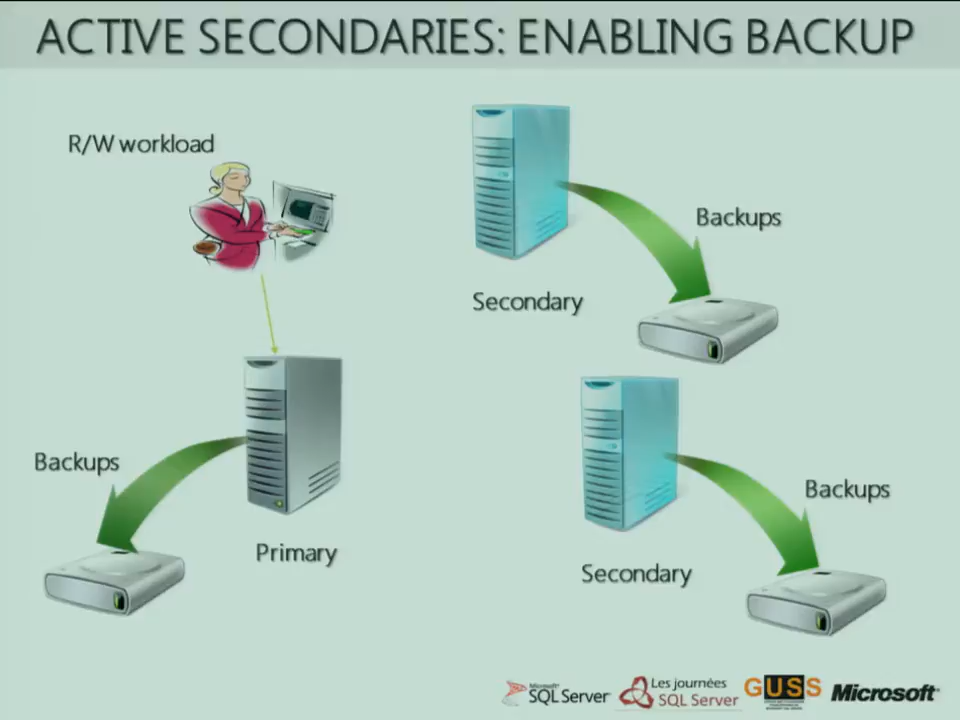 ACTIVE SECONDARIES: ENABLING BACKUP
R/W workload
Backups
Secondary
Backups
Primary
Backups
Secondary
Microsoft
SQL Server
Les journées
SQL Server
GUSS
Microsoft